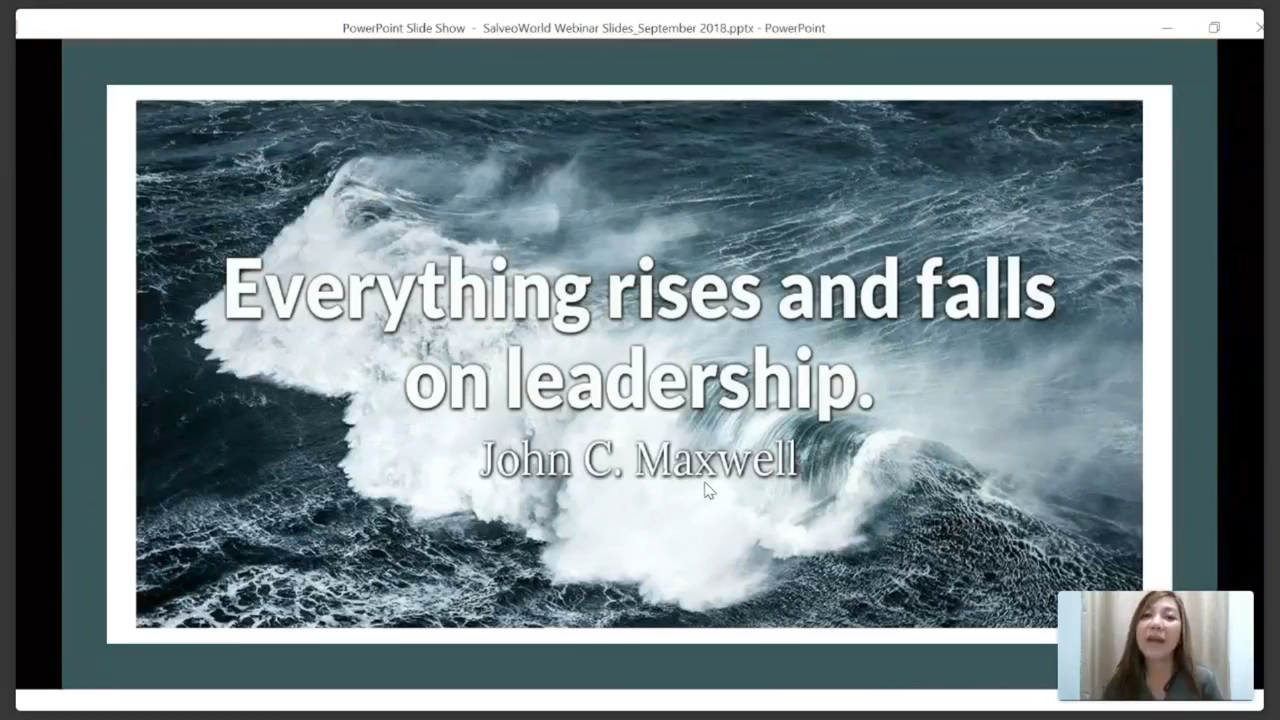 PowerPoint Slide Show - SalveoWorld Webinar Slides_September 2018.pptx - PowerPoint
Everything rises and falls
on leadership.
John C. Maxwell